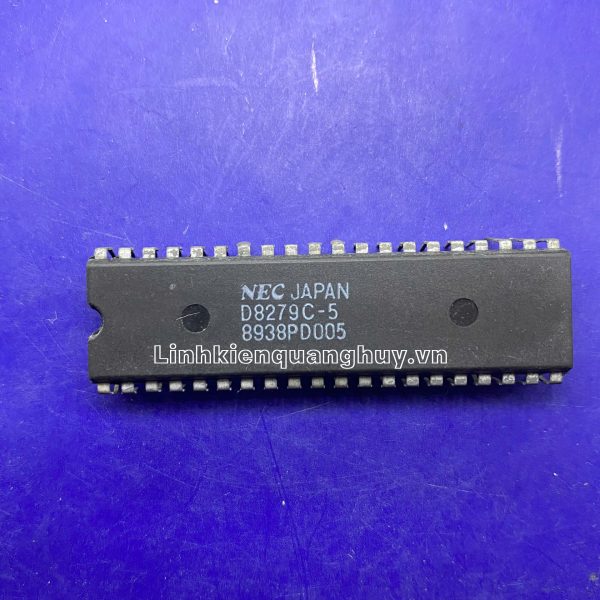 NEC JAPAN
D8279C-5
8938PD005
Linhkienquanghuy.vn